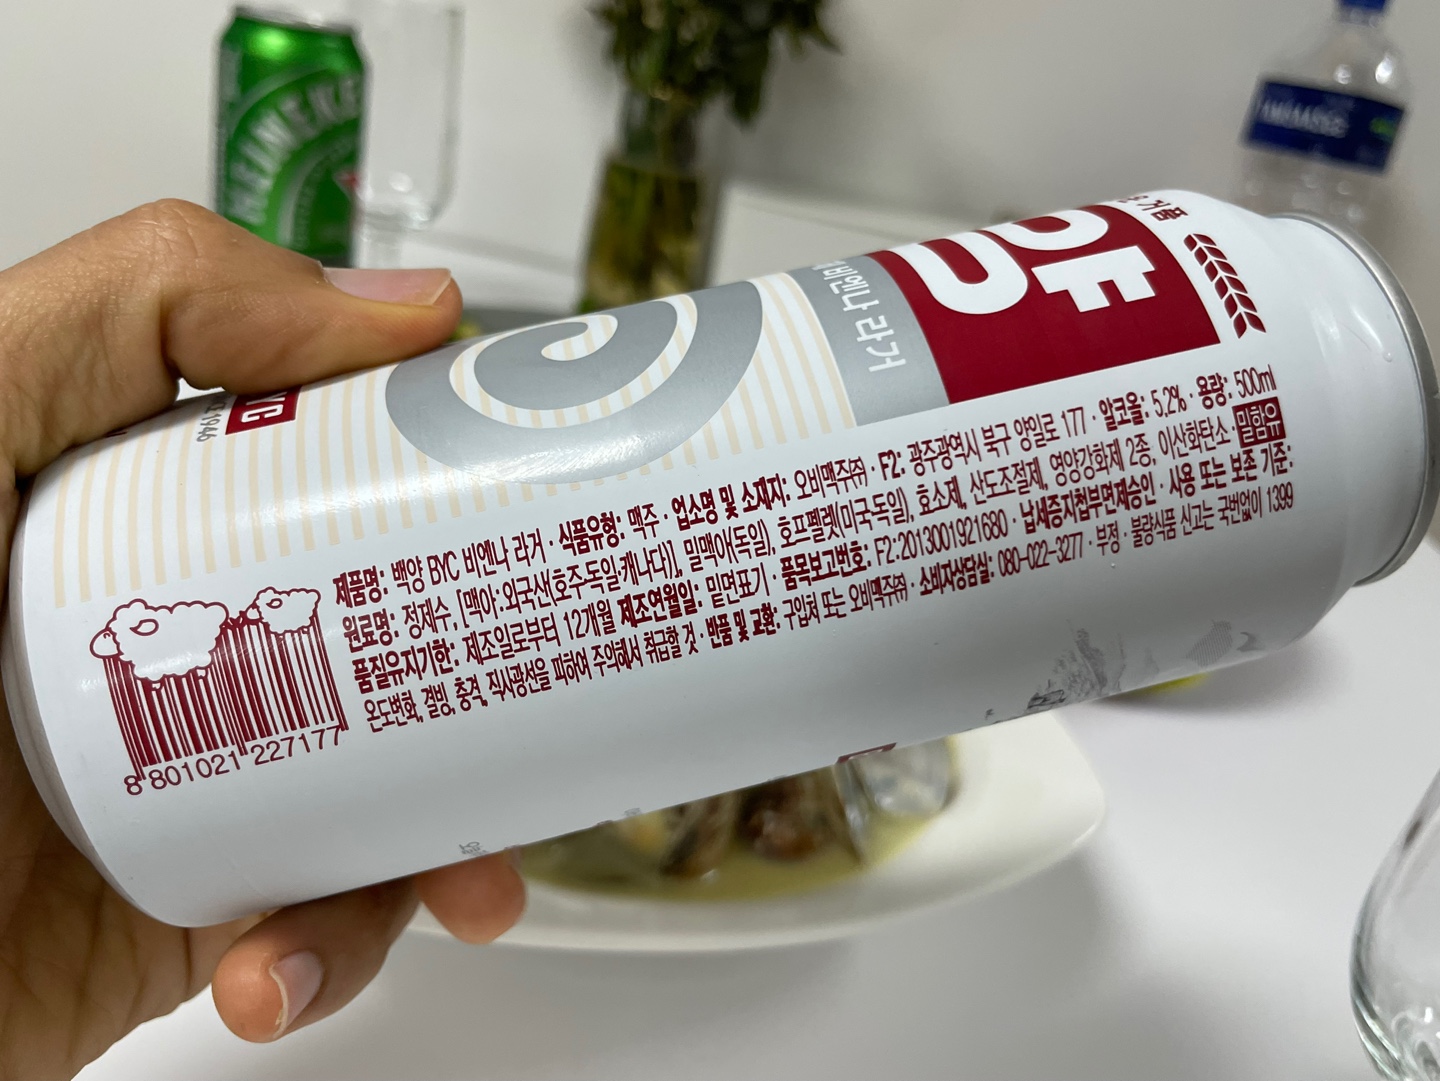 HEINEKE
비엔나 라거
YC
제품명: 백양 BYC 비엔나 라거 · 식품유형: 맥주 · 업소명 및 소재지: 오비맥주㈜ · F2: 광주광역시 북구 양일로 177 · 알코올: 5.2% · 용량: 500ml
원료명: 정제수, [맥아:외국산(호주·독일·캐나다)], 밀맥아(독일), 호프펠렛(미국·독일), 효소제, 산도조절제, 영양강화제 2종, 이산화탄소 · 밀함유
품질유지기한: 제조일로부터 12개월 제조연월일: 밑면표기 · 품목보고번호: F2:2013001921680 · 납세증지첩부면제승인 · 사용 또는 보존 기준:
온도변화, 결빙, 충격, 직사광선을 피하여 주의해서 취급할 것 · 반품 및 교환: 구입처 또는 오비맥주㈜ 소비자상담실: 080-022-3277 · 부정 · 불량식품 신고는 국번없이 1399
8 801021 227177